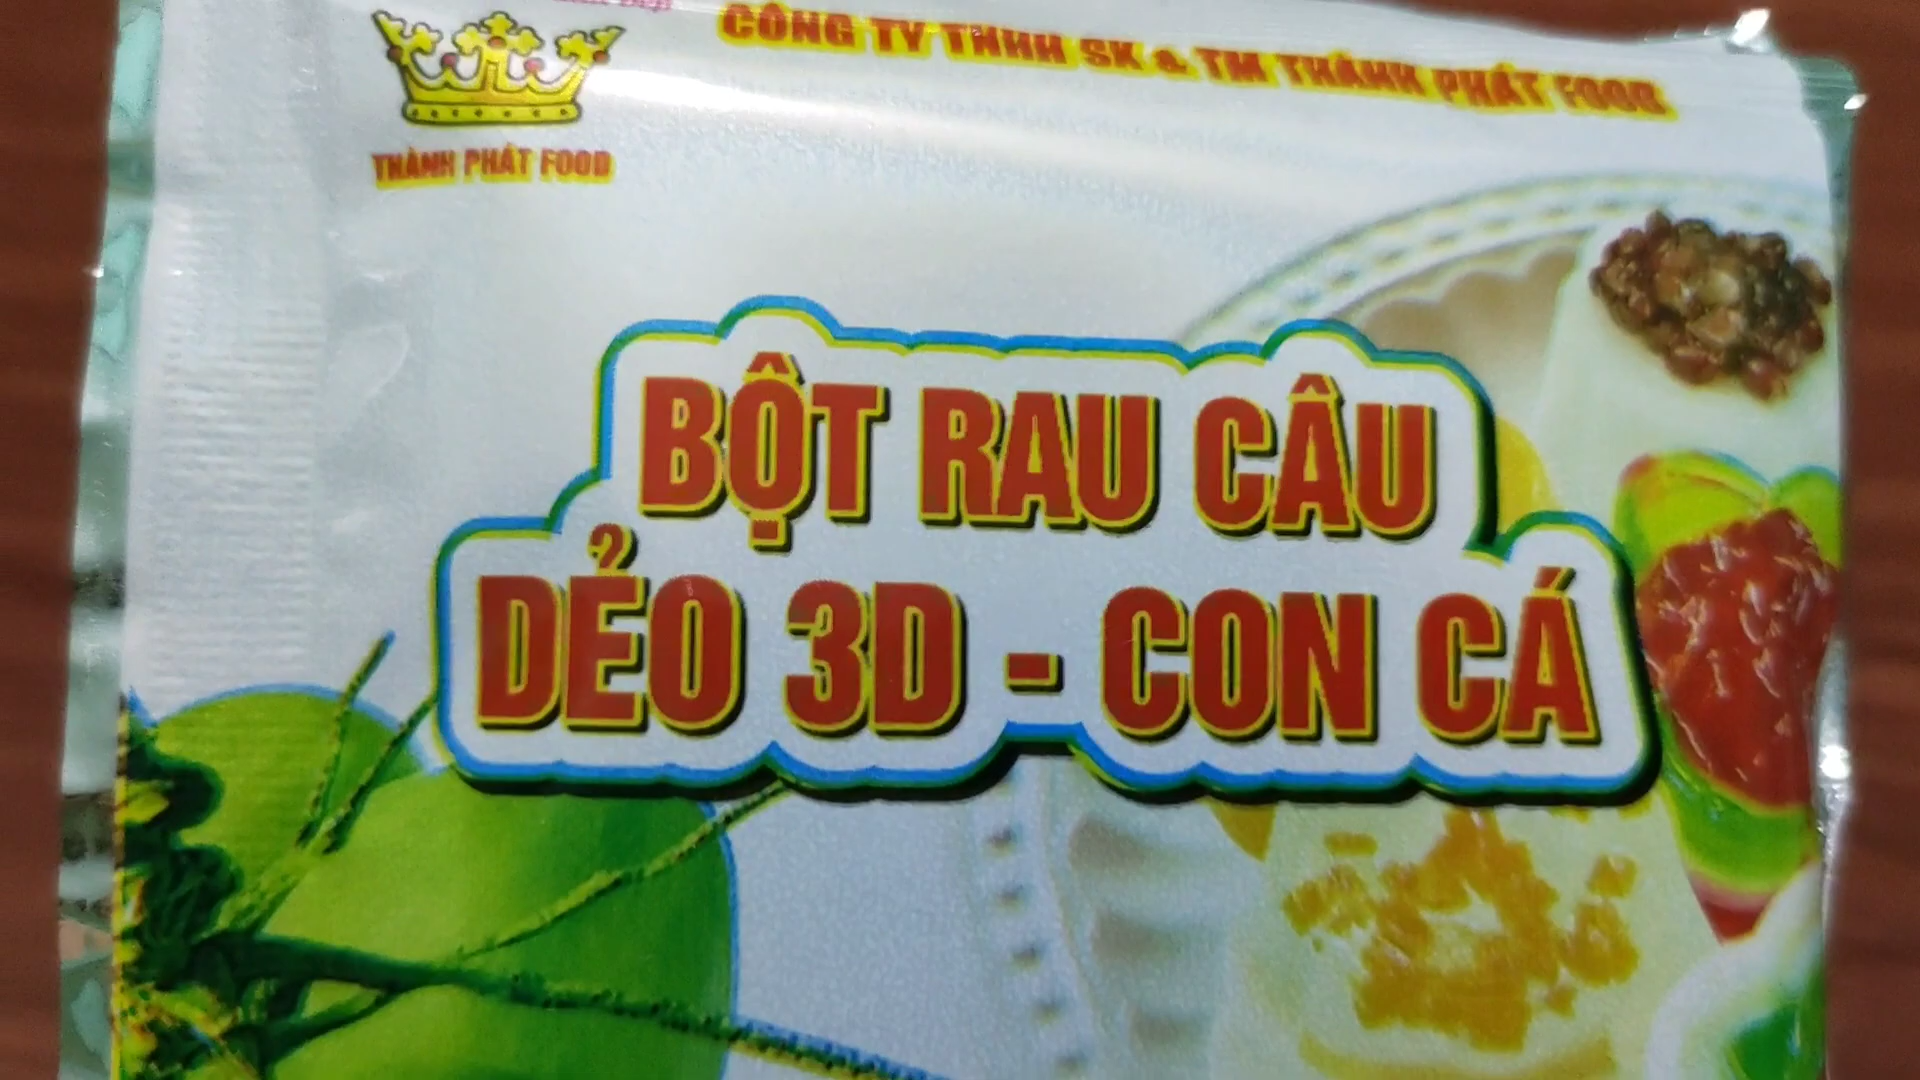 CÔNG TY TNHH SX & TM THÀNH PHÁT FOOD
THÀNH PHÁT FOOD
BỘT RAU CÂU
DẺO 3D - CON CÁ